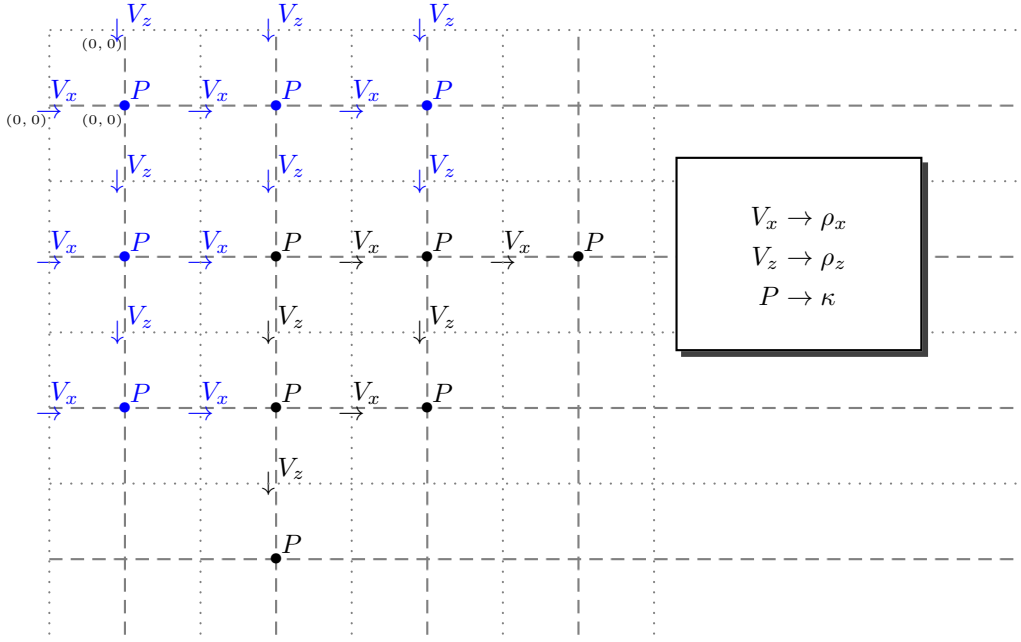 $V_z$ $V_z$ $V_z$
(0, 0)
$V_x$ $P$ $V_x$ $P$ $V_x$ $P$
(0, 0) (0, 0)
$V_z$ $V_z$ $V_z$
$V_x$ $P$ $V_x$ $P$ $V_x$ $P$ $V_x$ $P$
$V_x → ρ_x$
$V_z → ρ_z$
$P → κ$
$V_z$ $V_z$ $V_z$
$V_x$ $P$ $V_x$ $P$ $V_x$ $P$
$V_z$
$P$